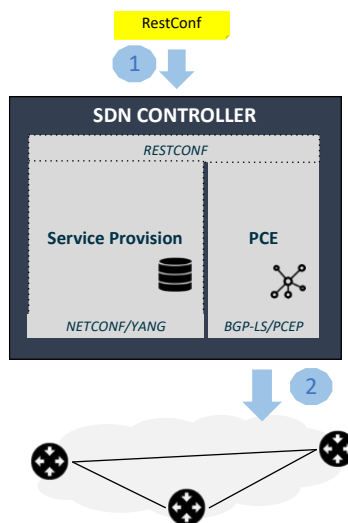 RestConf
1
SDN CONTROLLER
RESTCONF
Service Provision
PCE
NETCONF/YANG
BGP-LS/PCEP
2